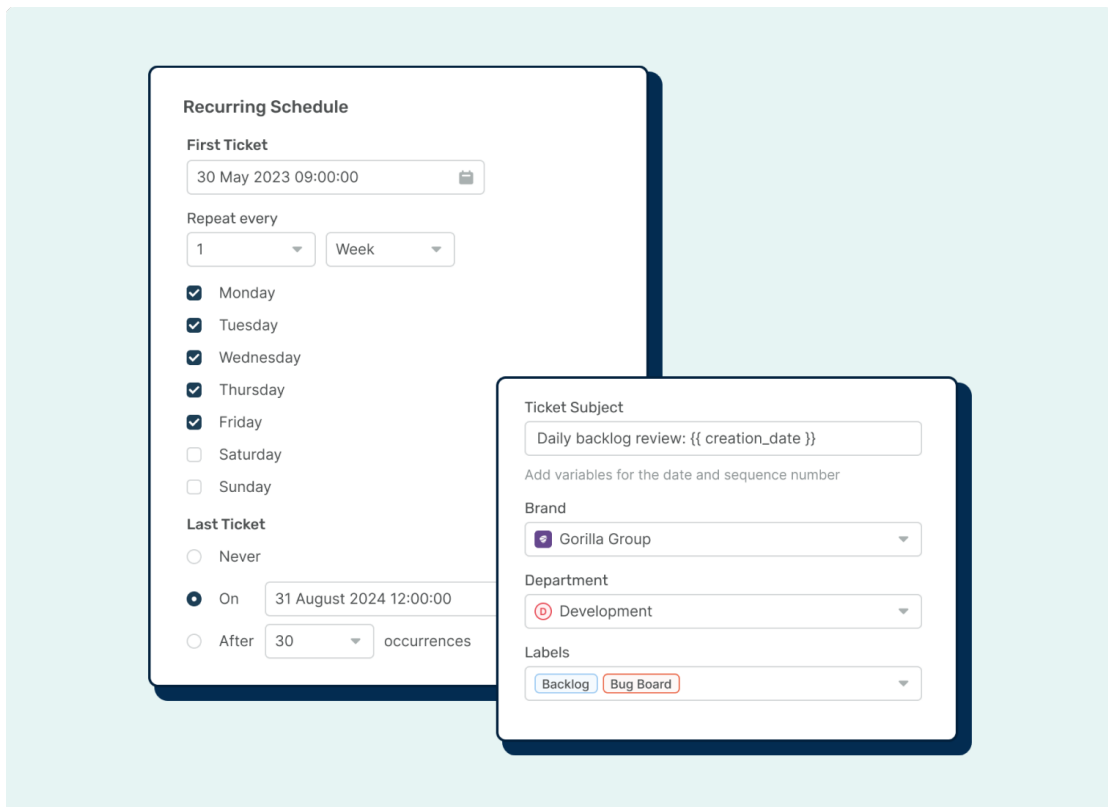 Recurring Schedule
First Ticket
30 May 2023 09:00:00
Repeat every
1 Week
Monday
Tuesday
Wednesday
Thursday
Friday
Saturday
Sunday
Last Ticket
Never
On 31 August 2024 12:00:00
After 30 occurrences
Ticket Subject
Daily backlog review: {{ creation_date }}
Add variables for the date and sequence number
Brand
Gorilla Group
Department
D Development
Labels
Backlog Bug Board